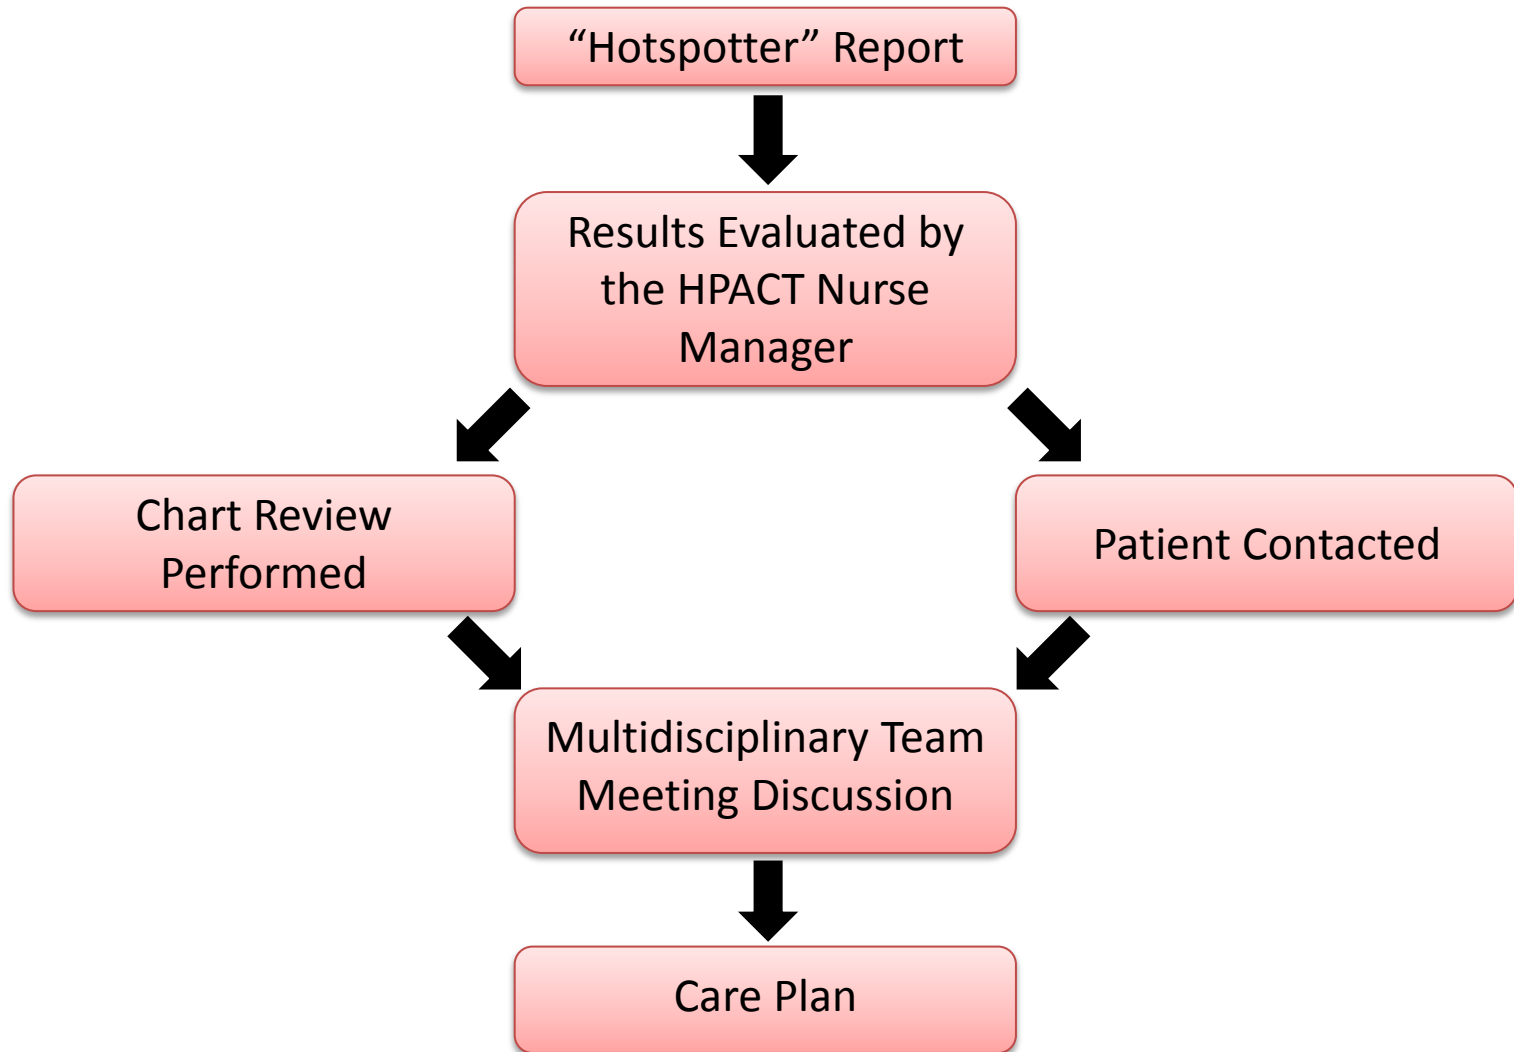 “Hotspotter” Report
Results Evaluated by
the HPACT Nurse
Manager
Chart Review
Performed
Patient Contacted
Multidisciplinary Team
Meeting Discussion
Care Plan